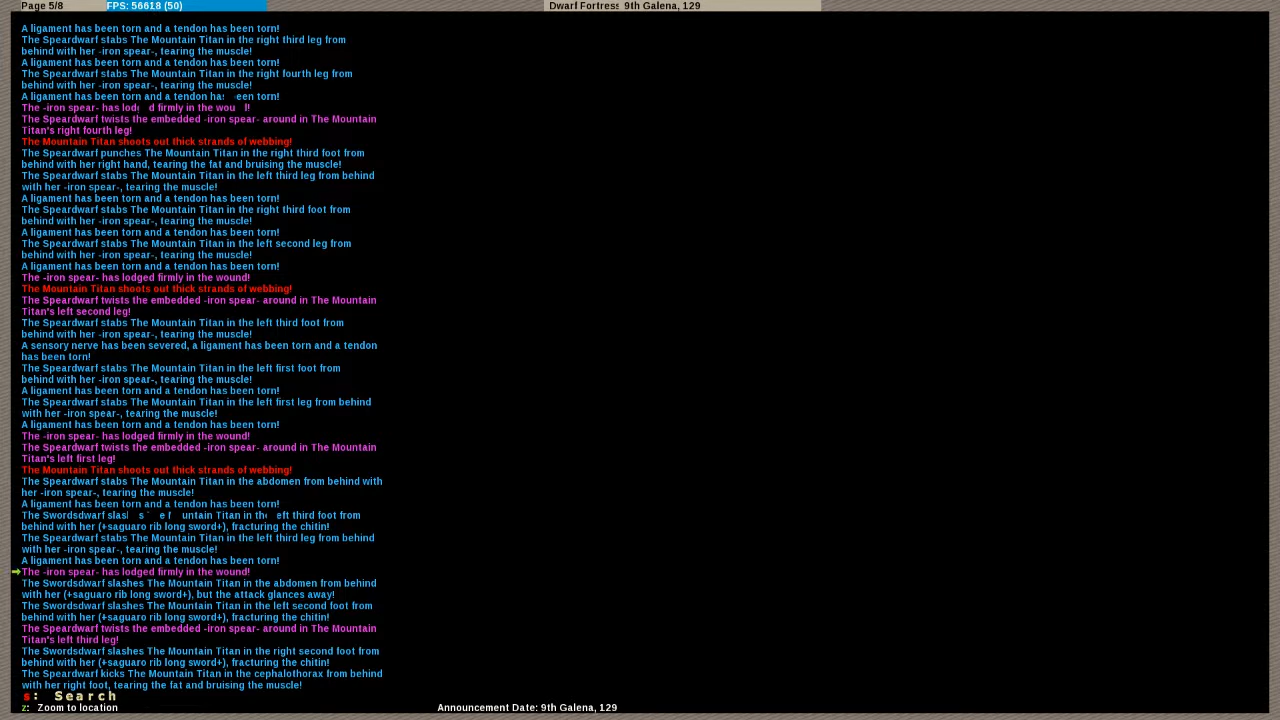 Page 5/8 FPS: 56618 (50) Dwarf Fortress 9th Galena, 129
A ligament has been torn and a tendon has been torn!
The Speardwarf stabs The Mountain Titan in the right third leg from
behind with her -iron spear-, tearing the muscle!
A ligament has been torn and a tendon has been torn!
The Speardwarf stabs The Mountain Titan in the right fourth leg from
behind with her -iron spear-, tearing the muscle!
A ligament has been torn and a tendon has been torn!
The -iron spear- has lodged firmly in the wound!
The Speardwarf twists the embedded -iron spear- around in The Mountain
Titan's right fourth leg!
The Mountain Titan shoots out thick strands of webbing!
The Speardwarf punches The Mountain Titan in the right third foot from
behind with her right hand, tearing the fat and bruising the muscle!
The Speardwarf stabs The Mountain Titan in the left third leg from behind
with her -iron spear-, tearing the muscle!
A ligament has been torn and a tendon has been torn!
The Speardwarf stabs The Mountain Titan in the right third foot from
behind with her -iron spear-, tearing the muscle!
A ligament has been torn and a tendon has been torn!
The Speardwarf stabs The Mountain Titan in the left second leg from
behind with her -iron spear-, tearing the muscle!
A ligament has been torn and a tendon has been torn!
The -iron spear- has lodged firmly in the wound!
The Mountain Titan shoots out thick strands of webbing!
The Speardwarf twists the embedded -iron spear- around in The Mountain
Titan's left second leg!
The Speardwarf stabs The Mountain Titan in the left third foot from
behind with her -iron spear-, tearing the muscle!
A sensory nerve has been severed, a ligament has been torn and a tendon
has been torn!
The Speardwarf stabs The Mountain Titan in the left first foot from
behind with her -iron spear-, tearing the muscle!
A ligament has been torn and a tendon has been torn!
The Speardwarf stabs The Mountain Titan in the left first leg from behind
with her -iron spear-, tearing the muscle!
A ligament has been torn and a tendon has been torn!
The -iron spear- has lodged firmly in the wound!
The Speardwarf twists the embedded -iron spear- around in The Mountain
Titan's left first leg!
The Mountain Titan shoots out thick strands of webbing!
The Speardwarf stabs The Mountain Titan in the abdomen from behind with
her -iron spear-, tearing the muscle!
A ligament has been torn and a tendon has been torn!
The Swordsdwarf slashes The Mountain Titan in the left third foot from
behind with her (+saguaro rib long sword+), fracturing the chitin!
The Speardwarf stabs The Mountain Titan in the left third leg from behind
with her -iron spear-, tearing the muscle!
A ligament has been torn and a tendon has been torn!
The -iron spear- has lodged firmly in the wound!
The Swordsdwarf slashes The Mountain Titan in the abdomen from behind
with her (+saguaro rib long sword+), but the attack glances away!
The Swordsdwarf slashes The Mountain Titan in the left second foot from
behind with her (+saguaro rib long sword+), fracturing the chitin!
The Speardwarf twists the embedded -iron spear- around in The Mountain
Titan's left third leg!
The Swordsdwarf slashes The Mountain Titan in the right second foot from
behind with her (+saguaro rib long sword+), fracturing the chitin!
The Speardwarf kicks The Mountain Titan in the cephalothorax from behind
with her right foot, tearing the fat and bruising the muscle!
s: Search
z: Zoom to location Announcement Date: 9th Galena, 129